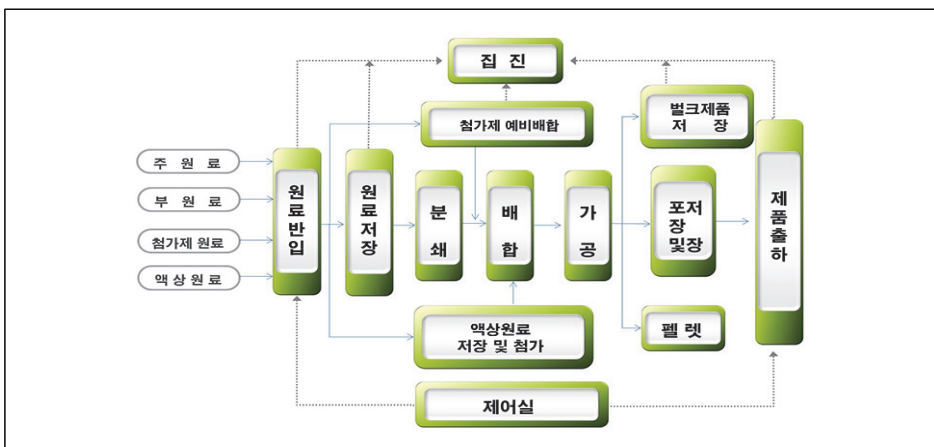 집 진
첨가제 예비배합
벌크제품
저 장
주 원 료
부 원 료
첨가제 원료
액 상 원 료
원
료
반
입
원
료
저
장
분
쇄
배
합
가
공
포저
장
및장
제
품
출
하
액상원료
저장 및 첨가
펠 렛
제어실